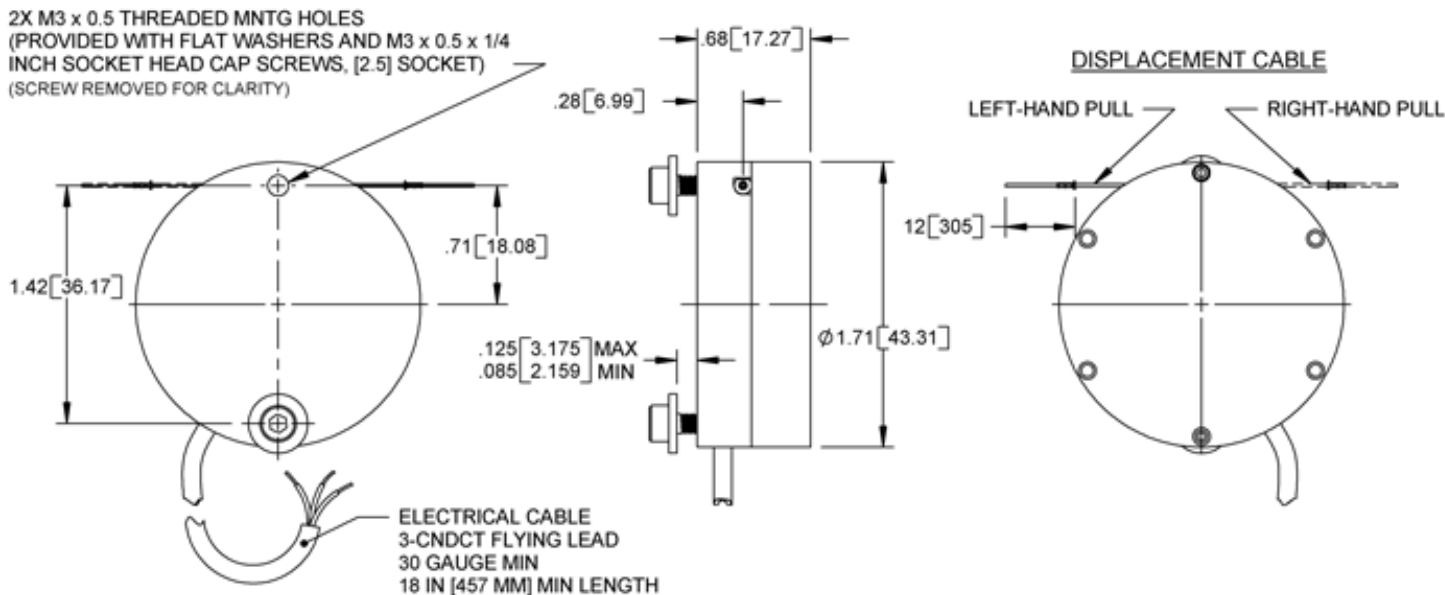 2X M3 x 0.5 THREADED MNTG HOLES
(PROVIDED WITH FLAT WASHERS AND M3 x 0.5 x 1/4
INCH SOCKET HEAD CAP SCREWS, [2.5] SOCKET)
(SCREW REMOVED FOR CLARITY)
.68[17.27]
.28[6.99]
DISPLACEMENT CABLE
LEFT-HAND PULL
RIGHT-HAND PULL
12[305]
.71[18.08]
1.42[36.17]
.125[3.175] MAX
.085[2.159] MIN
Ø1.71[43.31]
ELECTRICAL CABLE
3-CNDCT FLYING LEAD
30 GAUGE MIN
18 IN [457 MM] MIN LENGTH